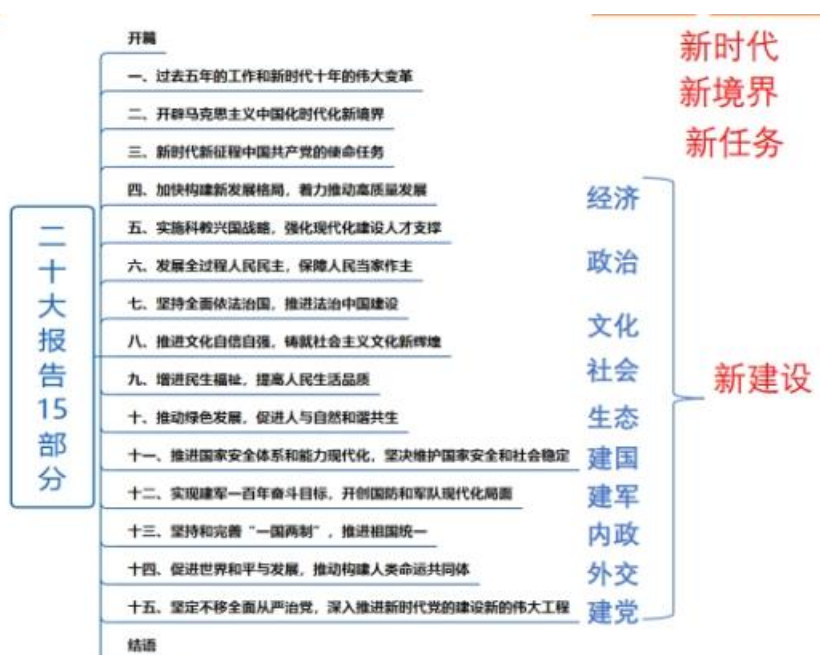 开篇
新时代
一、过去五年的工作和新时代十年的伟大变革
新境界
二、开辟马克思主义中国化时代化新境界
新任务
三、新时代新征程中国共产党的使命任务
四、加快构建新发展格局，着力推动高质量发展
经济
五、实施科教兴国战略，强化现代化建设人才支撑
二十大报告15部分
六、发展全过程人民民主，保障人民当家作主
政治
七、坚持全面依法治国，推进法治中国建设
文化
八、推进文化自信自强，铸就社会主义文化新辉煌
社会
九、增进民生福祉，提高人民生活品质
新建设
十、推动绿色发展，促进人与自然和谐共生
生态
十一、推进国家安全体系和能力现代化，坚决维护国家安全和社会稳定
建国
十二、实现建军一百年奋斗目标，开创国防和军队现代化局面
建军
十三、坚持和完善“一国两制”，推进祖国统一
内政
十四、促进世界和平与发展，推动构建人类命运共同体
外交
十五、坚定不移全面从严治党，深入推进新时代党的建设新的伟大工程
建党
结语